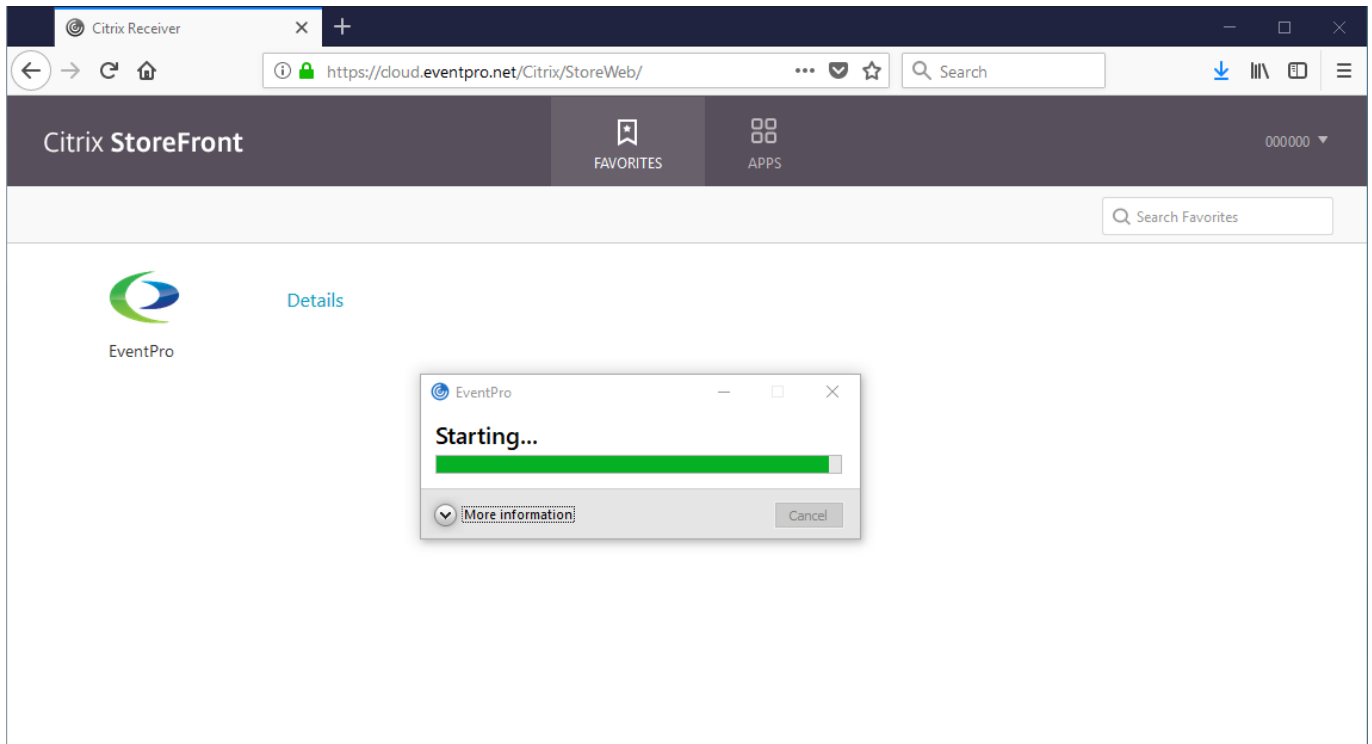 Citrix Receiver
https://cloud.eventpro.net/Citrix/StoreWeb/
Search
Citrix StoreFront
FAVORITES
APPS
000000
Search Favorites
EventPro
Details
EventPro
Starting...
More information
Cancel